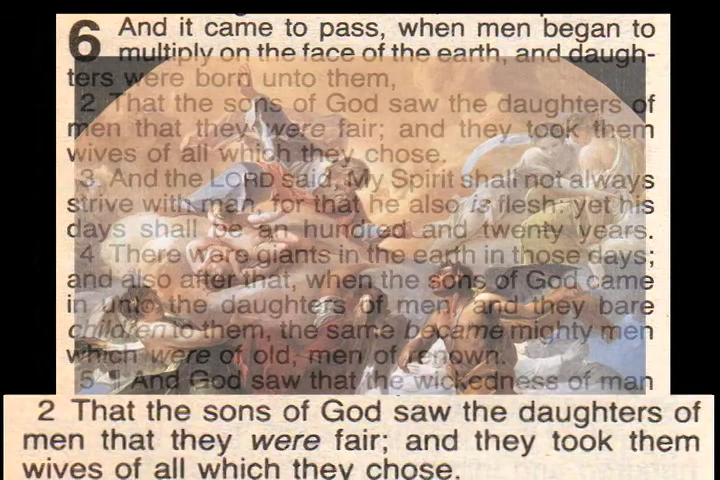 6 And it came to pass, when men began to
multiply on the face of the earth, and daugh-
ters were born unto them,
2 That the sons of God saw the daughters of
men that they were fair; and they took them
wives of all which they chose.
3 And the LORD said, My Spirit shall not always
strive with man, for that he also is flesh: yet his
days shall be an hundred and twenty years.
4 There were giants in the earth in those days;
and also after that, when the sons of God came
in unto the daughters of men, and they bare
children to them, the same became mighty men
which were of old, men of renown.
5 ¶ And God saw that the wickedness of man
2 That the sons of God saw the daughters of
men that they were fair; and they took them
wives of all which they chose.